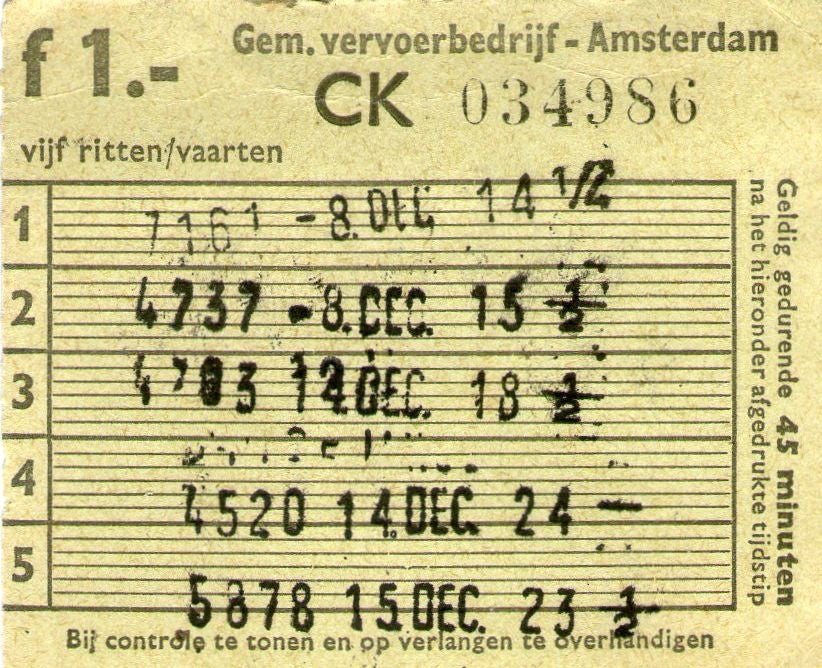 f 1.-
Gem. vervoerbedrijf - Amsterdam
CK 034986
vijf ritten/vaarten
1 7161 -8. DEC. 14 1/2
2 4737 -8. DEC. 15 1/2
3 DEC. 18 1/2
4 4520 14. DEC. 24 —
5 5878 15. DEC. 23 1/2
Geldig gedurende 45 minuten
na het hieronder afgedrukte tijdstip
Bij controle te tonen en op verlangen te overhandigen